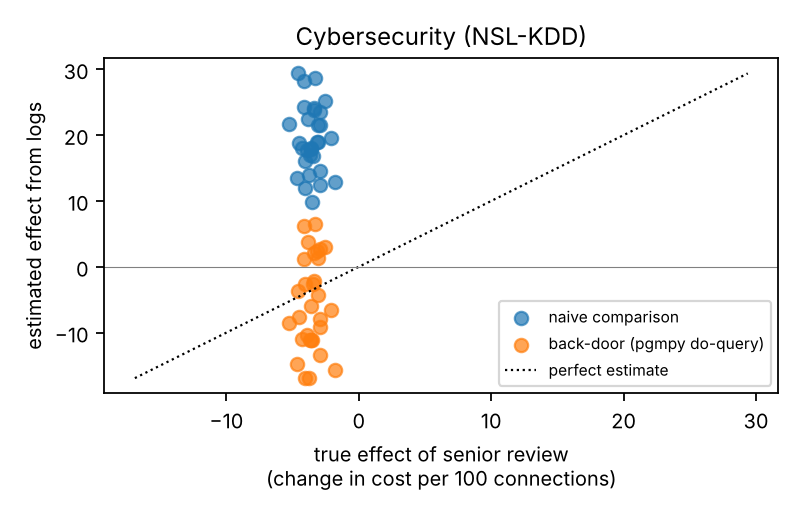 Cybersecurity (NSL-KDD)
estimated effect from logs
30
20
10
0
−10
naive comparison
back-door (pgmpy do-query)
perfect estimate
−10
0
10
20
30
true effect of senior review
(change in cost per 100 connections)